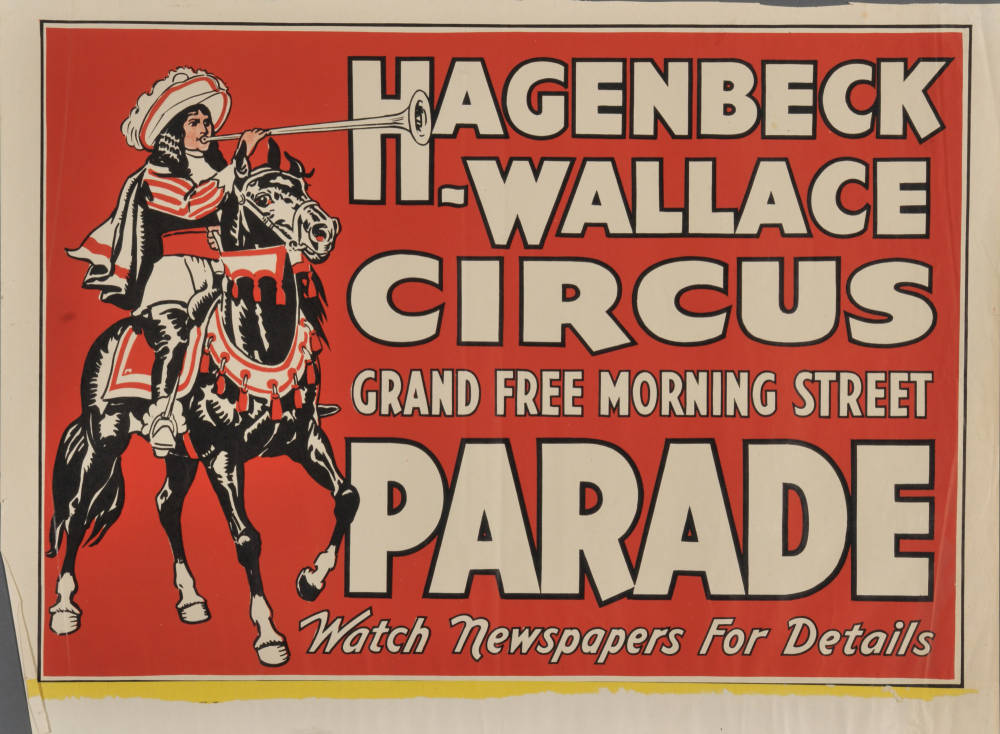 HAGENBECK
-WALLACE
CIRCUS
GRAND FREE MORNING STREET
PARADE
Watch Newspapers For Details